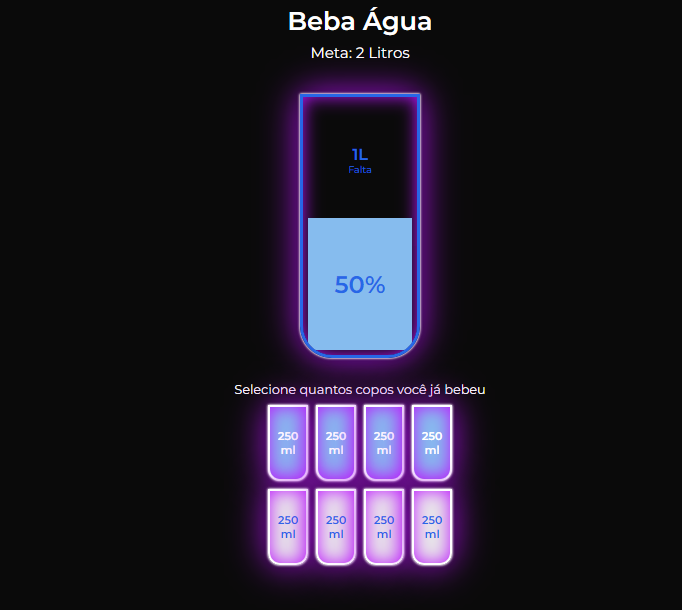 Beba Água
Meta: 2 Litros
1L
Falta
50%
Selecione quantos copos você já bebeu
250 250 250 250
ml ml ml ml
250 250 250 250
ml ml ml ml